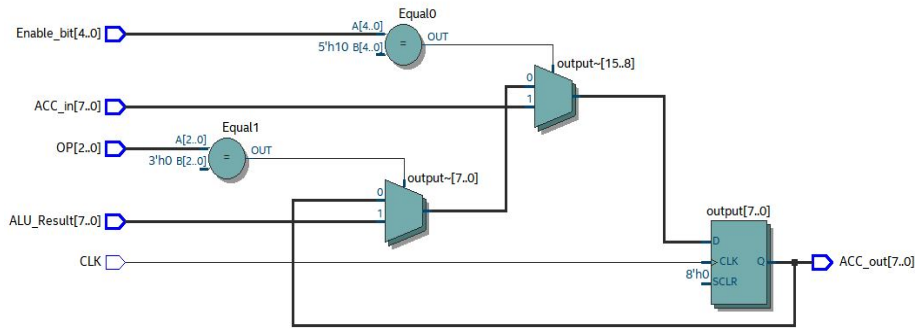 Equal0
Enable_bit[4..0]
A[4..0]
5'h10 B[4..0]
=
OUT
output~[15..8]
0
1
ACC_in[7..0]
Equal1
OP[2..0]
A[2..0]
3'h0 B[2..0]
=
OUT
output~[7..0]
0
1
ALU_Result[7..0]
output[7..0]
D
CLK
CLK
Q
ACC_out[7..0]
8'h0
SCLR